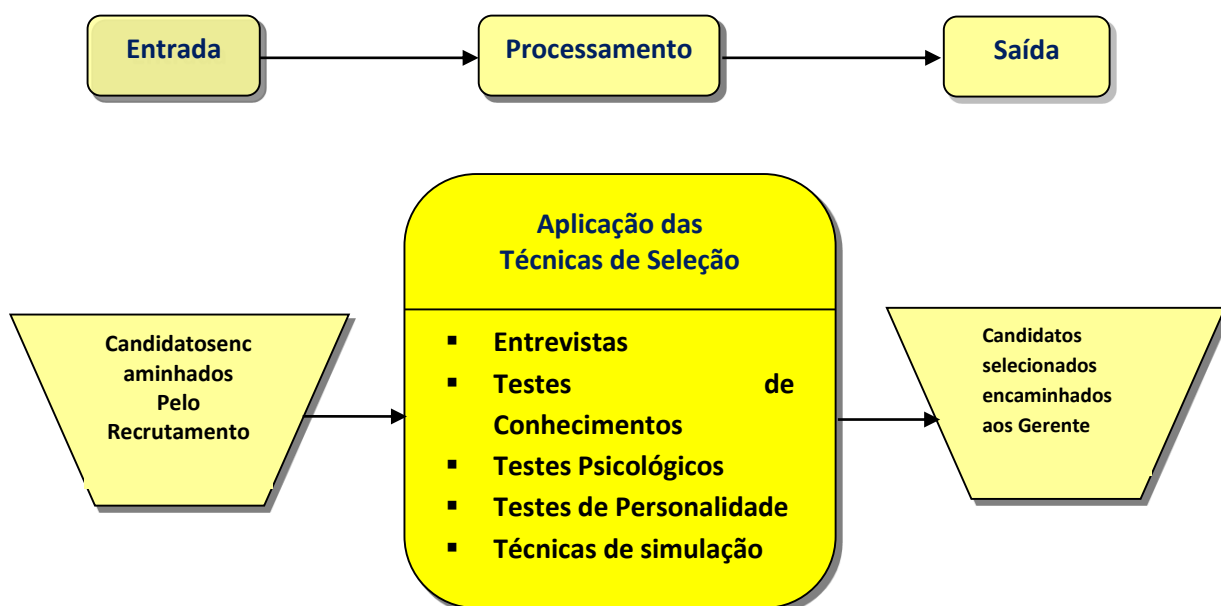 Entrada
Processamento
Saída
Aplicação das
Técnicas de Seleção
Candidatosenc
aminhados
Pelo
Recrutamento
▪ Entrevistas
▪ Testes de
Conhecimentos
▪ Testes Psicológicos
▪ Testes de Personalidade
▪ Técnicas de simulação
Candidatos
selecionados
encaminhados
aos Gerente